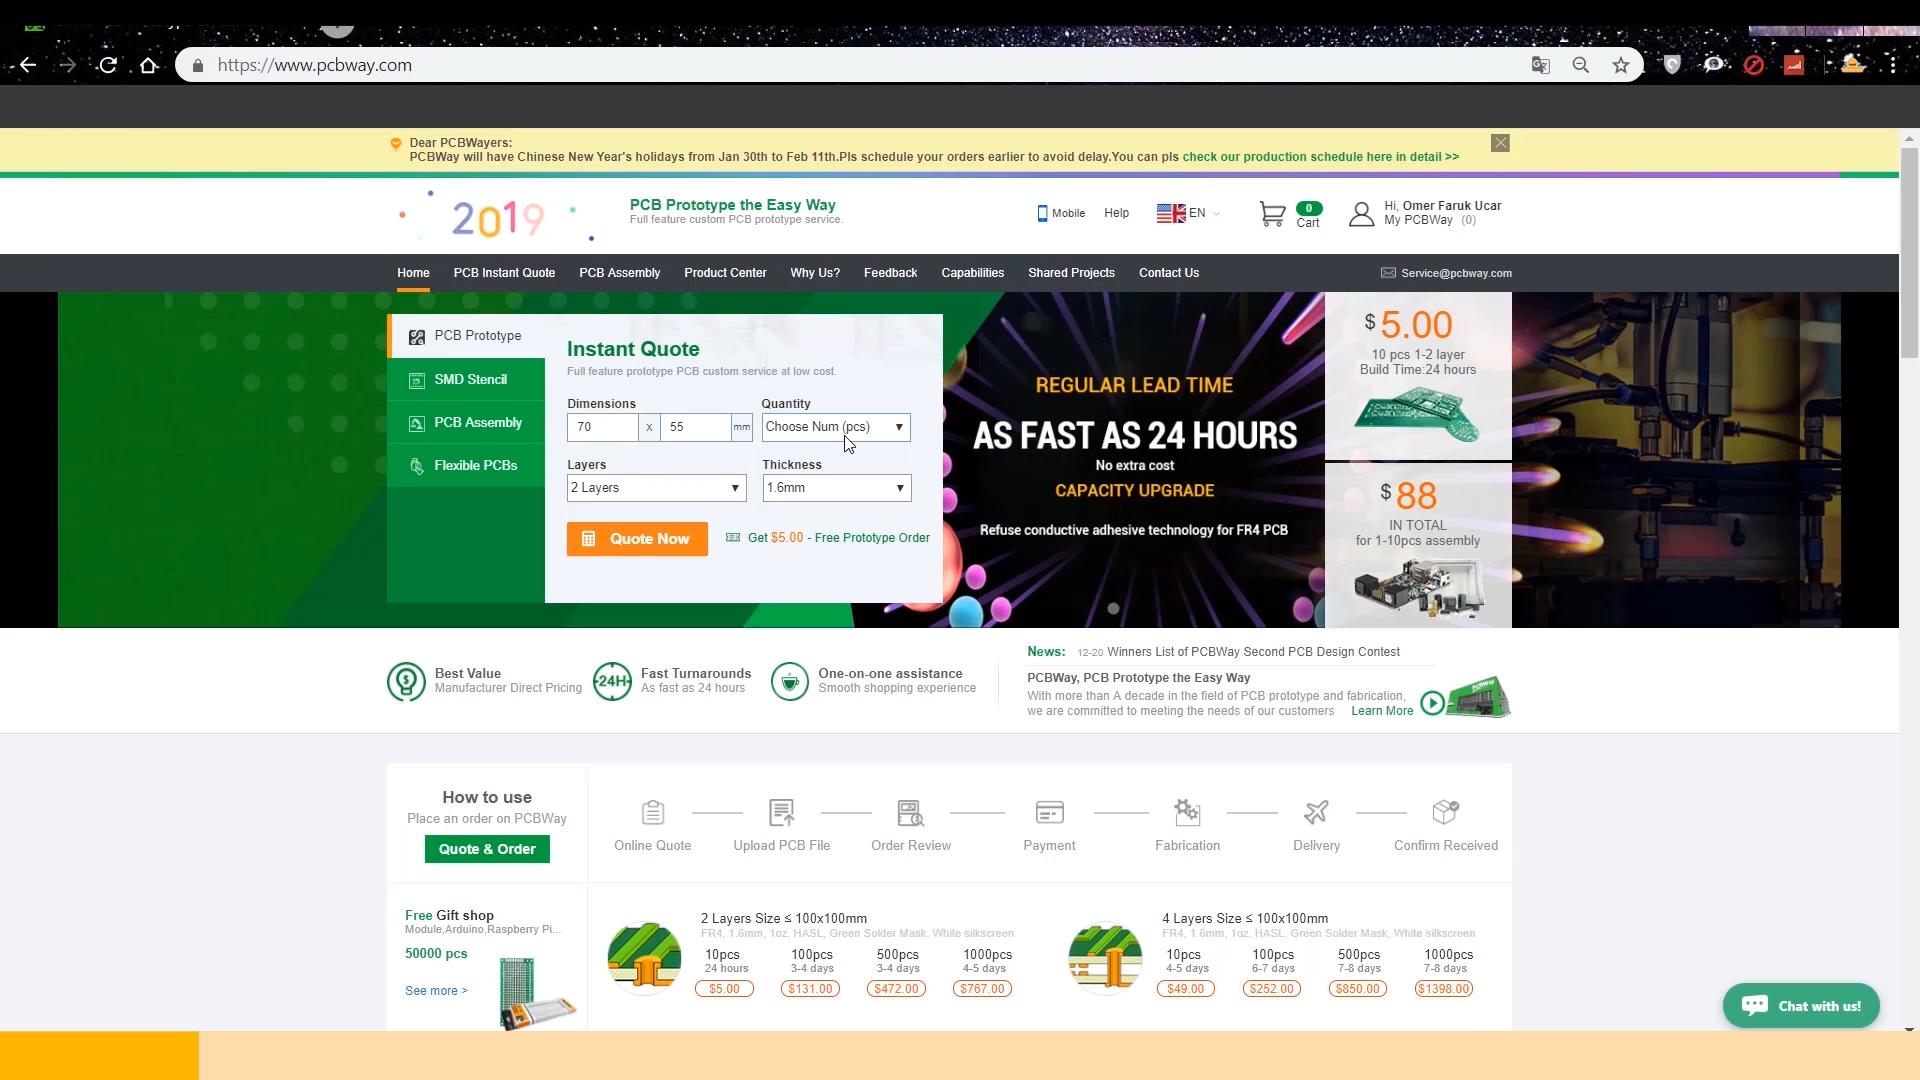 https://www.pcbway.com
Dear PCBWayers:
PCBWay will have Chinese New Year's holidays from Jan 30th to Feb 11th.Pls schedule your orders earlier to avoid delay.You can pls check our production schedule here in detail >>
2019
PCB Prototype the Easy Way
Full feature custom PCB prototype service.
Mobile
Help
EN
0
Cart
Hi, Omer Faruk Ucar
My PCBWay (0)
Home
PCB Instant Quote
PCB Assembly
Product Center
Why Us?
Feedback
Capabilities
Shared Projects
Contact Us
Service@pcbway.com
PCB Prototype
SMD Stencil
PCB Assembly
Flexible PCBs
Instant Quote
Full feature prototype PCB custom service at low cost.
Dimensions
Quantity
70 x 55 mm
Choose Num (pcs)
Layers
Thickness
2 Layers
1.6mm
Quote Now
Get $5.00 - Free Prototype Order
REGULAR LEAD TIME
AS FAST AS 24 HOURS
No extra cost
CAPACITY UPGRADE
Refuse conductive adhesive technology for FR4 PCB
$ 5.00
10 pcs 1-2 layer
Build Time:24 hours
$ 88
IN TOTAL
for 1-10pcs assembly
Best Value
Manufacturer Direct Pricing
24H
Fast Turnarounds
As fast as 24 hours
One-on-one assistance
Smooth shopping experience
News: 12-20 Winners List of PCBWay Second PCB Design Contest
PCBWay, PCB Prototype the Easy Way
With more than A decade in the field of PCB prototype and fabrication,
we are committed to meeting the needs of our customers Learn More
How to use
Place an order on PCBWay
Quote & Order
Online Quote
Upload PCB File
Order Review
Payment
Fabrication
Delivery
Confirm Received
Free Gift shop
Module,Arduino,Raspberry Pi...
50000 pcs
See more >
2 Layers Size ≤ 100x100mm
FR4, 1.6mm, 1oz, HASL, Green Solder Mask, White silkscreen
10pcs 100pcs 500pcs 1000pcs
24 hours 3-4 days 3-4 days 4-5 days
$5.00 $131.00 $472.00 $767.00
4 Layers Size ≤ 100x100mm
FR4, 1.6mm, 1oz, HASL, Green Solder Mask, White silkscreen
10pcs 100pcs 500pcs 1000pcs
4-5 days 6-7 days 7-8 days 7-8 days
$49.00 $252.00 $850.00 $1398.00
Chat with us!